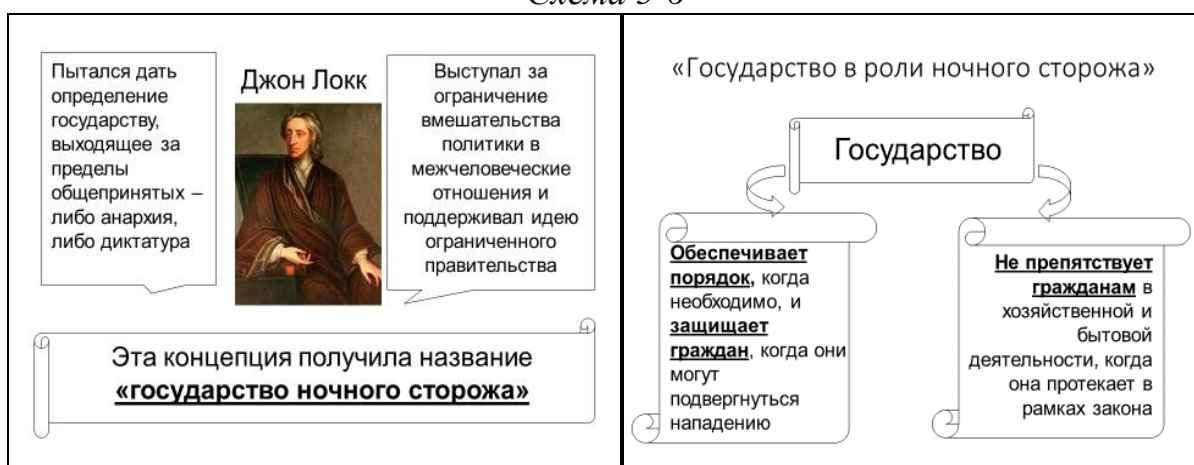 Схема 5-6
Пытался дать
определение
государству,
выходящее за
пределы
общепринятых –
либо анархия,
либо диктатура
Джон Локк
Выступал за
ограничение
вмешательства
политики в
межчеловеческие
отношения и
поддерживал идею
ограниченного
правительства
Эта концепция получила название
«государство ночного сторожа»
«Государство в роли ночного сторожа»
Государство
Обеспечивает
порядок, когда
необходимо, и
защищает
граждан, когда они
могут
подвергнуться
нападению
Не препятствует
гражданам в
хозяйственной и
бытовой
деятельности, когда
она протекает в
рамках закона